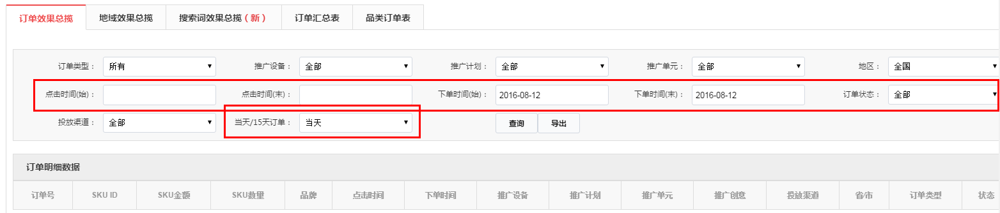 订单效果总揽 地域效果总揽 搜索词效果总揽（新） 订单汇总表 品类订单表
订单类型： 所有 推广设备： 全部 推广计划： 全部 推广单元： 全部 地区： 全国
点击时间(始)： 点击时间(末)： 下单时间(始)： 2016-08-12 下单时间(末)： 2016-08-12 订单状态： 全部
投放渠道： 全部 当天/15天订单： 当天 查询 导出
订单明细数据
订单号 SKU ID SKU金额 SKU数量 品牌 点击时间 下单时间 推广设备 推广计划 推广单元 推广创意 投放渠道 省/市 订单类型 状态